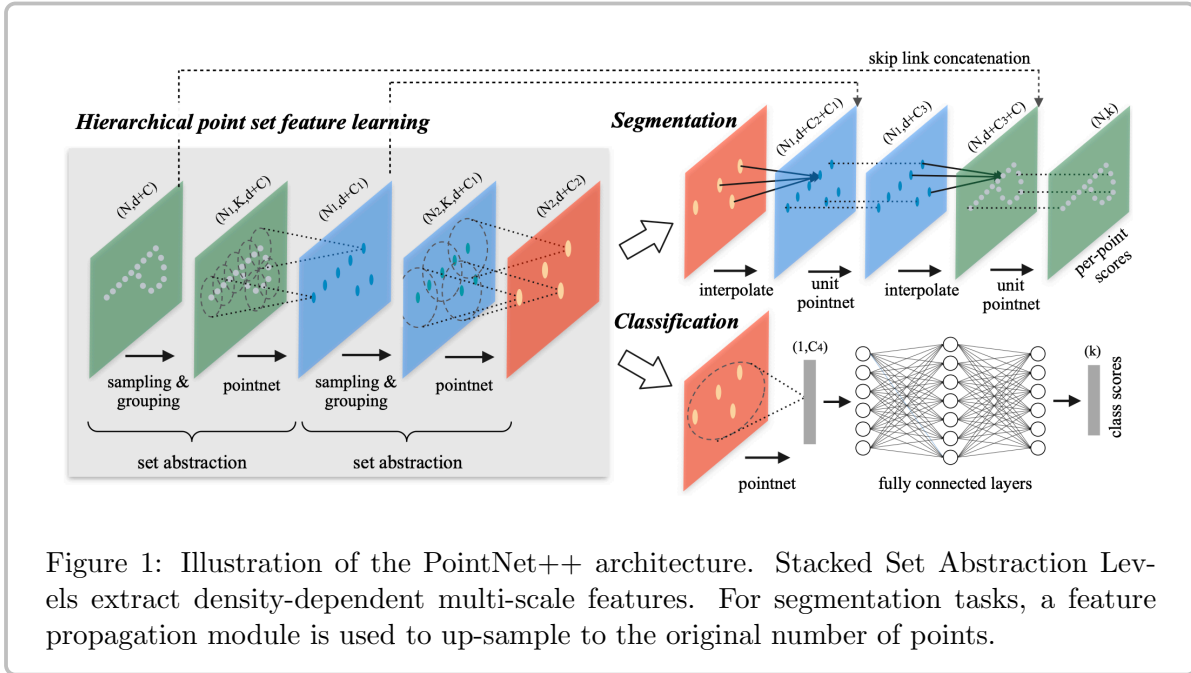 skip link concatenation
Hierarchical point set feature learning
(N,d+C)
(N1,K,d+C)
(N1,d+C1)
(N2,K,d+C1)
(N2,d+C2)
sampling &
grouping
pointnet
sampling &
grouping
pointnet
set abstraction
set abstraction
Segmentation
(N1,d+C2+C1)
(N1,d+C3)
(N,d+C3+C)
(N,k)
interpolate
unit
pointnet
interpolate
unit
pointnet
per-point
scores
Classification
(1,C4)
(k)
class scores
pointnet
fully connected layers
Figure 1: Illustration of the PointNet++ architecture. Stacked Set Abstraction Lev-
els extract density-dependent multi-scale features. For segmentation tasks, a feature
propagation module is used to up-sample to the original number of points.